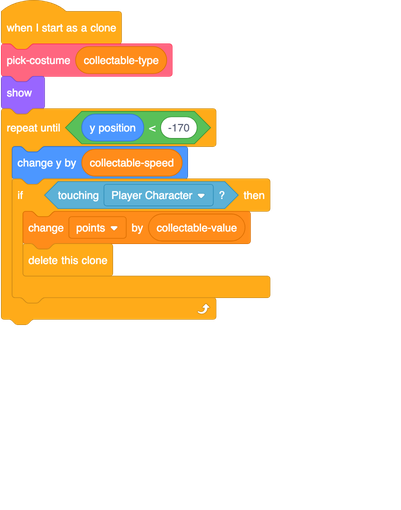 when I start as a clone
pick-costume collectable-type
show
repeat until y position < -170
change y by collectable-speed
if touching Player Character ? then
change points by collectable-value
delete this clone